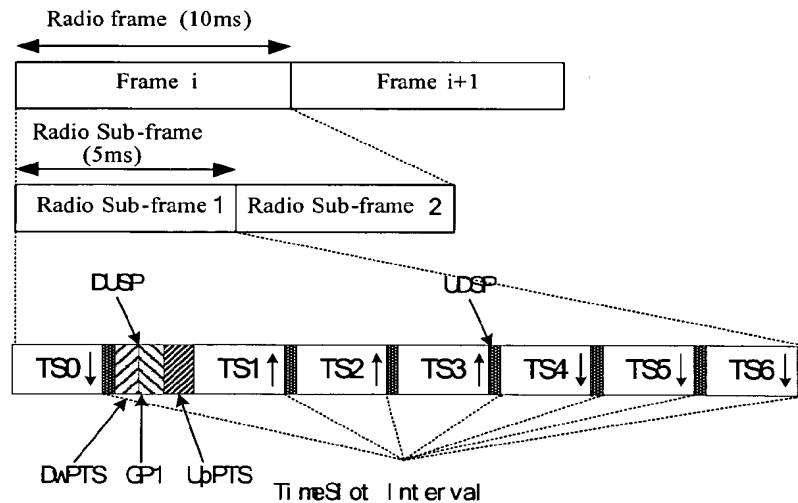 Radio frame (10ms)
Frame i Frame i+1
Radio Sub-frame
(5ms)
Radio Sub-frame 1 Radio Sub-frame 2
DUSP UDSP
TS0 TS1 TS2 TS3 TS4 TS5 TS6
DwPTS GP1 UpPTS
TimeSlot Interval